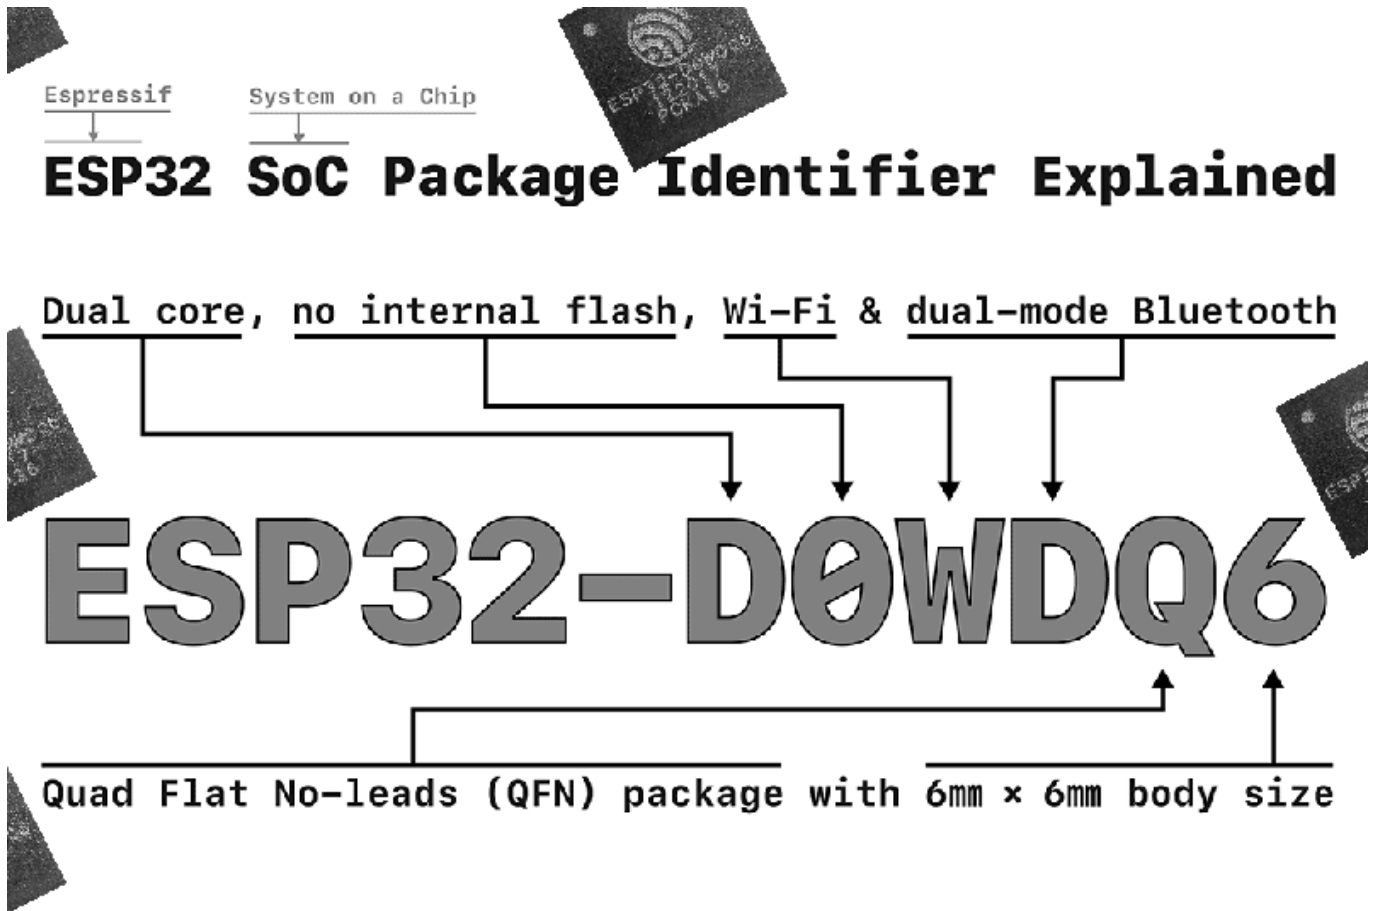 Espressif
System on a Chip
ESP32 SoC Package Identifier Explained
Dual core, no internal flash, Wi-Fi & dual-mode Bluetooth
ESP32-D0WDQ6
Quad Flat No-leads (QFN) package with 6mm × 6mm body size